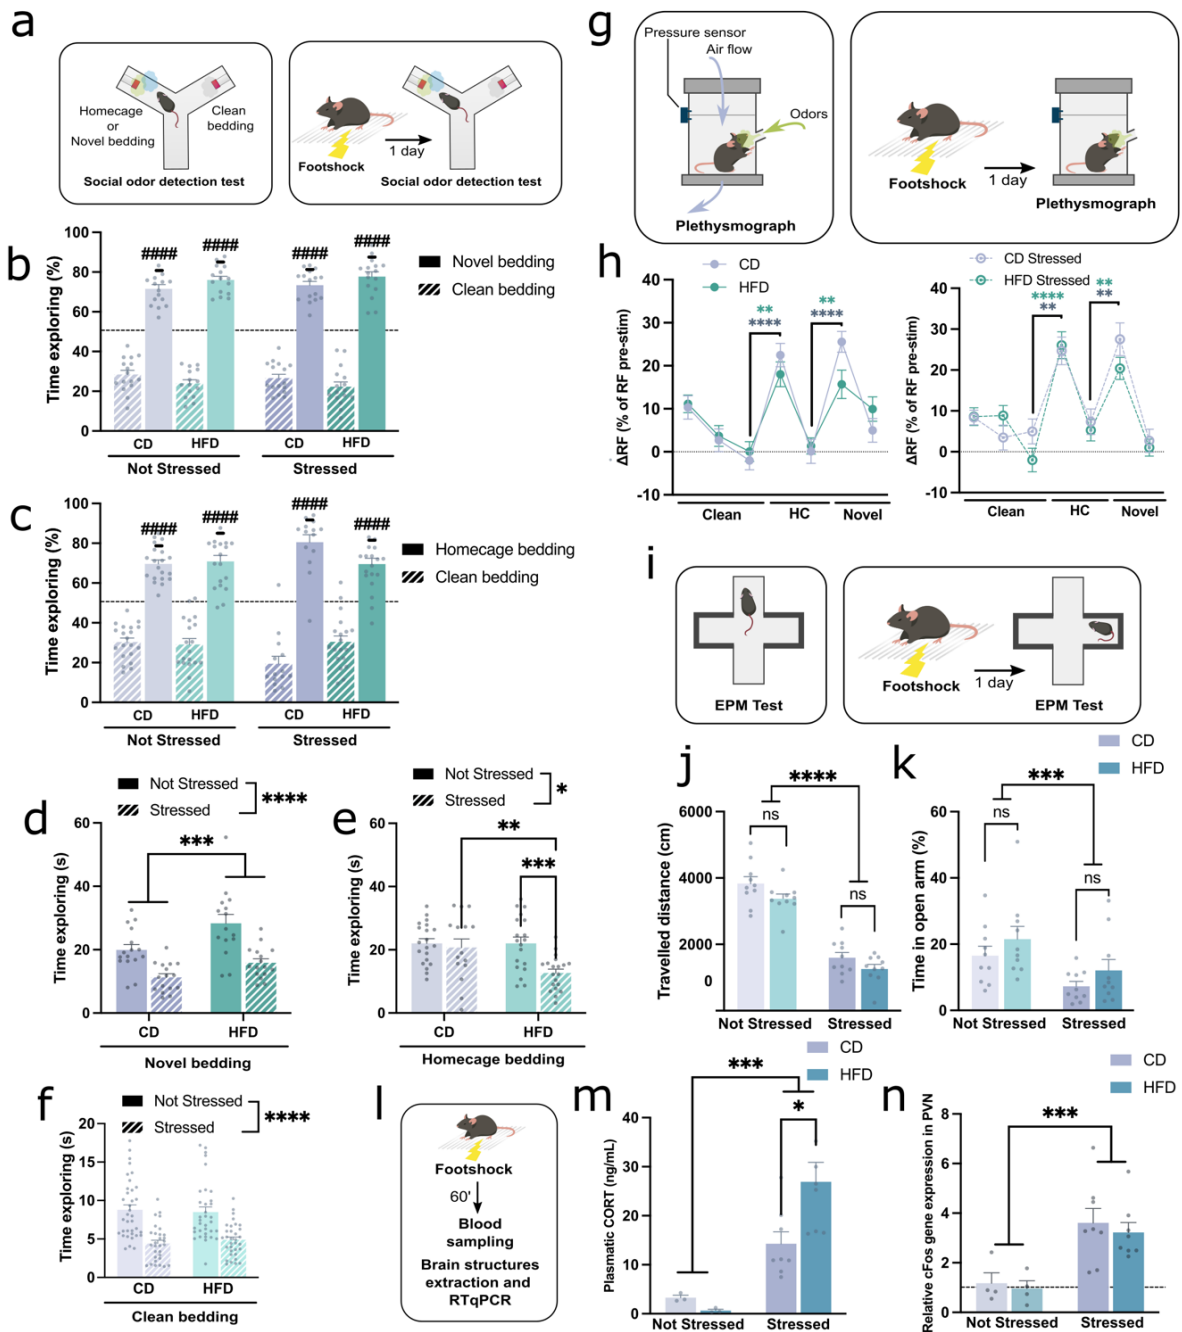 a
Homecage
or
Novel bedding
Clean
bedding
Social odor detection test
Footshock
1 day
Social odor detection test
b
Time exploring (%)
100
80
60
40
20
0
####
####
####
####
Novel bedding
Clean bedding
CD
HFD
CD
HFD
Not Stressed
Stressed
c
Time exploring (%)
100
80
60
40
20
0
####
####
####
####
Homecage bedding
Clean bedding
CD
HFD
CD
HFD
Not Stressed
Stressed
d
Not Stressed
Stressed
****
***
Time exploring (s)
60
40
20
0
CD
HFD
Novel bedding
e
Not Stressed
Stressed
*
**
***
Time exploring (s)
60
40
20
0
CD
HFD
Homecage bedding
f
Not Stressed
Stressed
****
Time exploring (s)
20
15
10
5
0
CD
HFD
Clean bedding
g
Pressure sensor
Air flow
Odors
Plethysmograph
Footshock
1 day
Plethysmograph
h
CD
HFD
ΔRF (% of RF pre-stim)
40
30
20
10
0
-10
**
****
**
****
Clean
HC
Novel
CD Stressed
HFD Stressed
ΔRF (% of RF pre-stim)
40
30
20
10
0
-10
****
**
**
**
Clean
HC
Novel
i
EPM Test
Footshock
1 day
EPM Test
j
Travelled distance (cm)
6000
4000
2000
0
****
ns
ns
Not Stressed
Stressed
k
CD
HFD
Time in open arm (%)
60
40
20
0
***
ns
ns
Not Stressed
Stressed
l
Footshock
60'
Blood
sampling
Brain structures
extraction and
RTqPCR
m
CD
HFD
Plasmatic CORT (ng/mL)
40
30
20
10
0
***
*
Not Stressed
Stressed
n
CD
HFD
Relative cFos gene expression in PVN
8
6
4
2
0
***
Not Stressed
Stressed